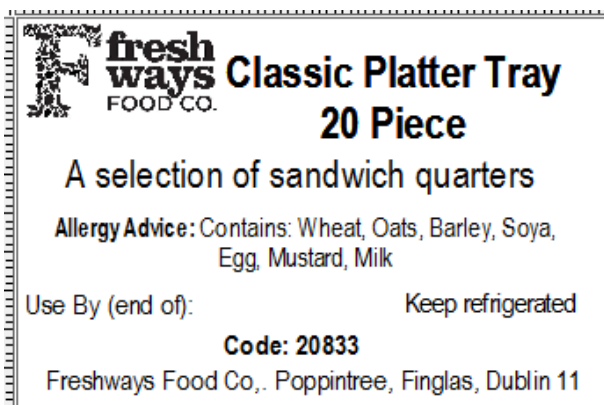 F fresh
ways
FOOD CO.
Classic Platter Tray
20 Piece
A selection of sandwich quarters
Allergy Advice: Contains: Wheat, Oats, Barley, Soya,
Egg, Mustard, Milk
Use By (end of): Keep refrigerated
Code: 20833
Freshways Food Co,. Poppintree, Finglas, Dublin 11